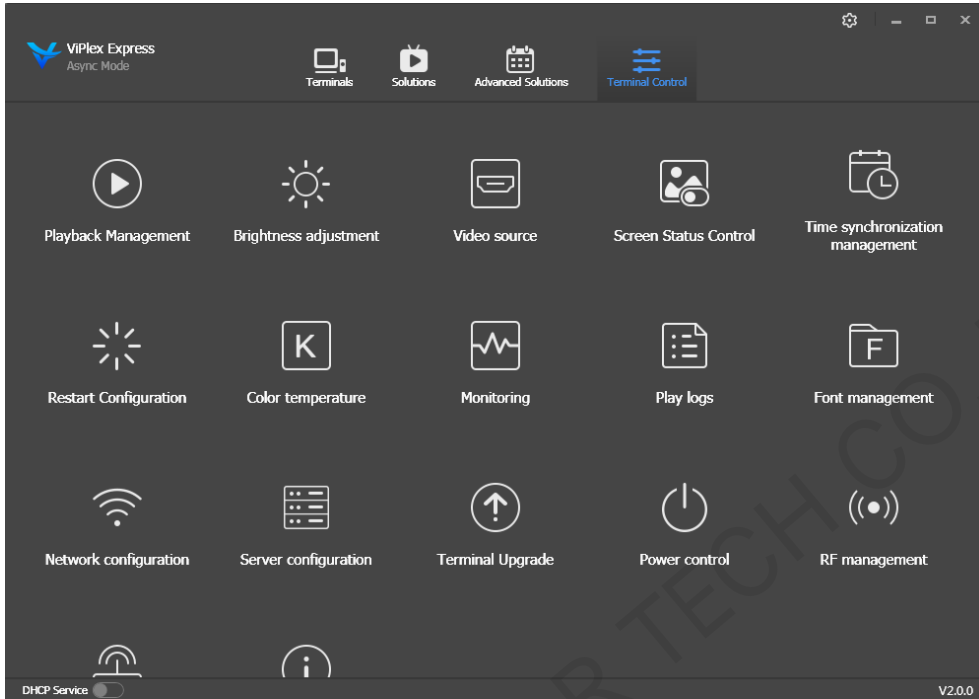 ViPlex Express
Async Mode
Terminals
Solutions
Advanced Solutions
Terminal Control
Playback Management
Brightness adjustment
Video source
Screen Status Control
Time synchronization
management
Restart Configuration
K
Color temperature
Monitoring
Play logs
F
Font management
Network configuration
Server configuration
Terminal Upgrade
Power control
RF management
R TECH CO
DHCP Service
V2.0.0